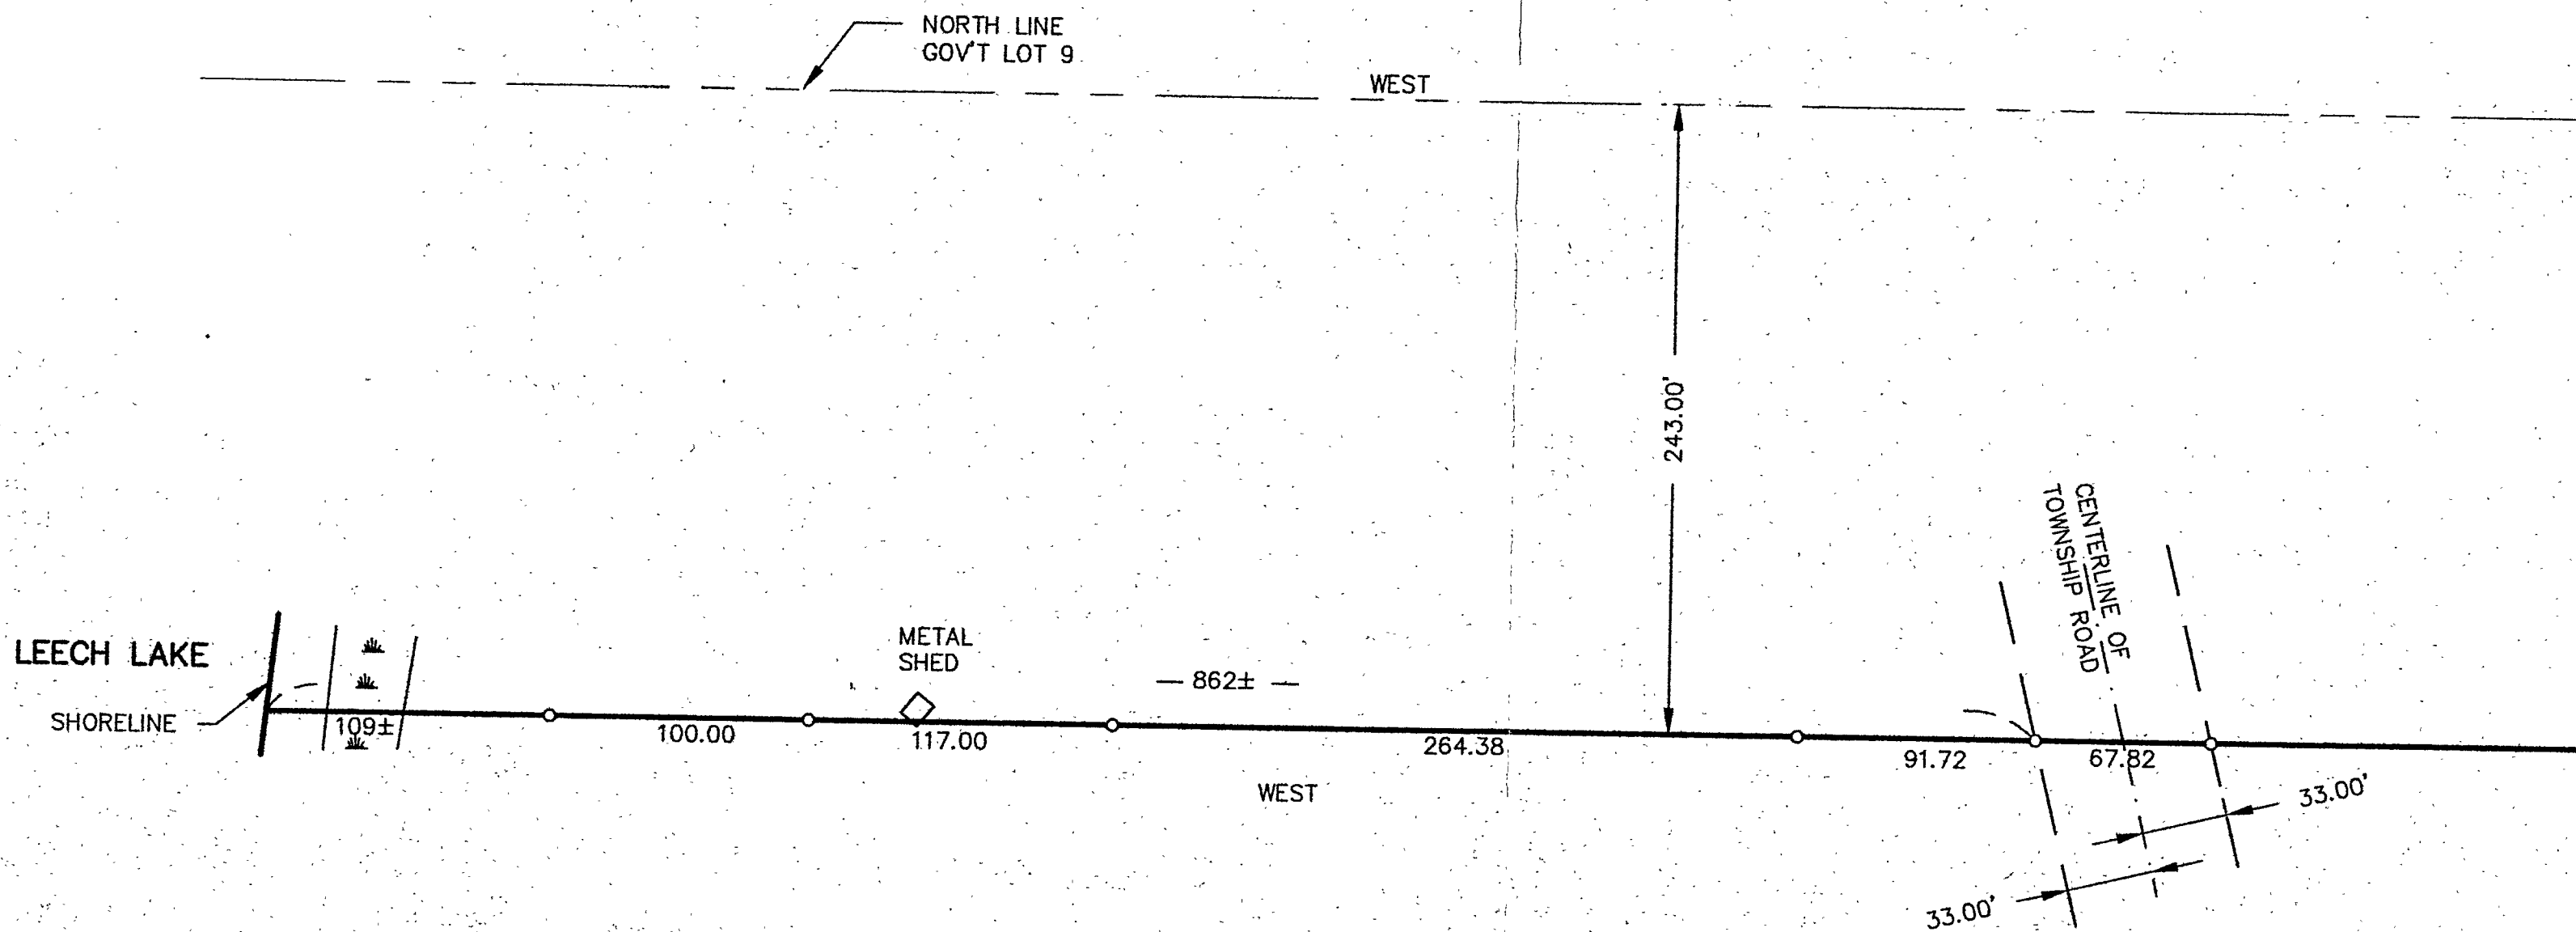 NORTH LINE
GOV'T LOT 9
WEST
243.00'
CENTERLINE OF
TOWNSHIP ROAD
LEECH LAKE
SHORELINE
METAL
SHED
862±
109±
100.00
117.00
264.38
91.72
67.82
WEST
33.00'
33.00'